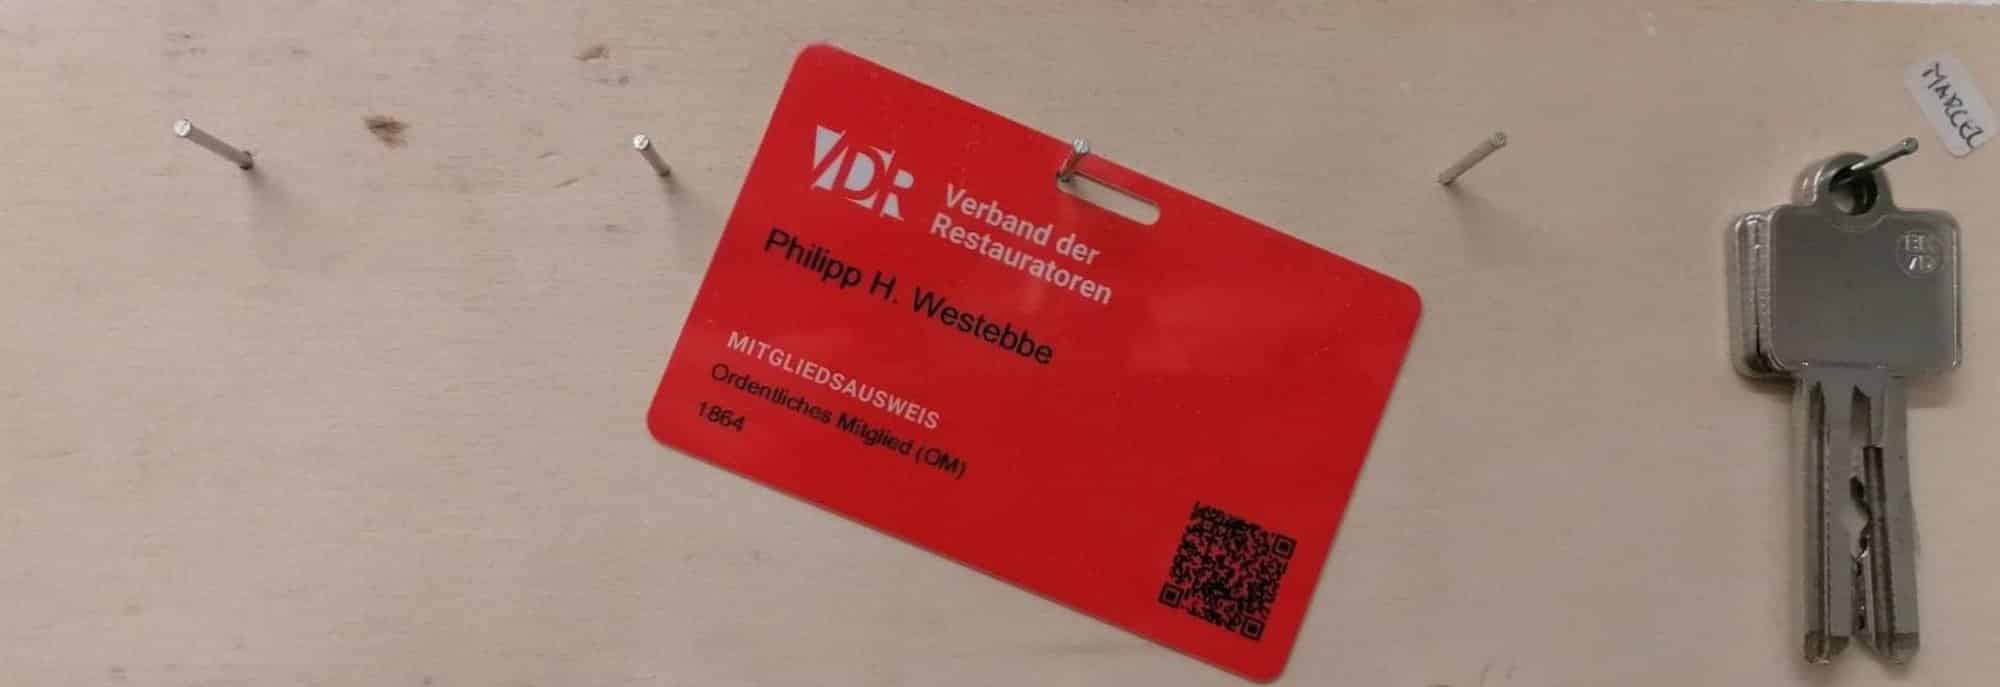 VDR
Verband der
Restauratoren
Philipp H. Westebbe
MITGLIEDSAUSWEIS
Ordentliches Mitglied (OM)
1864
MARCEL